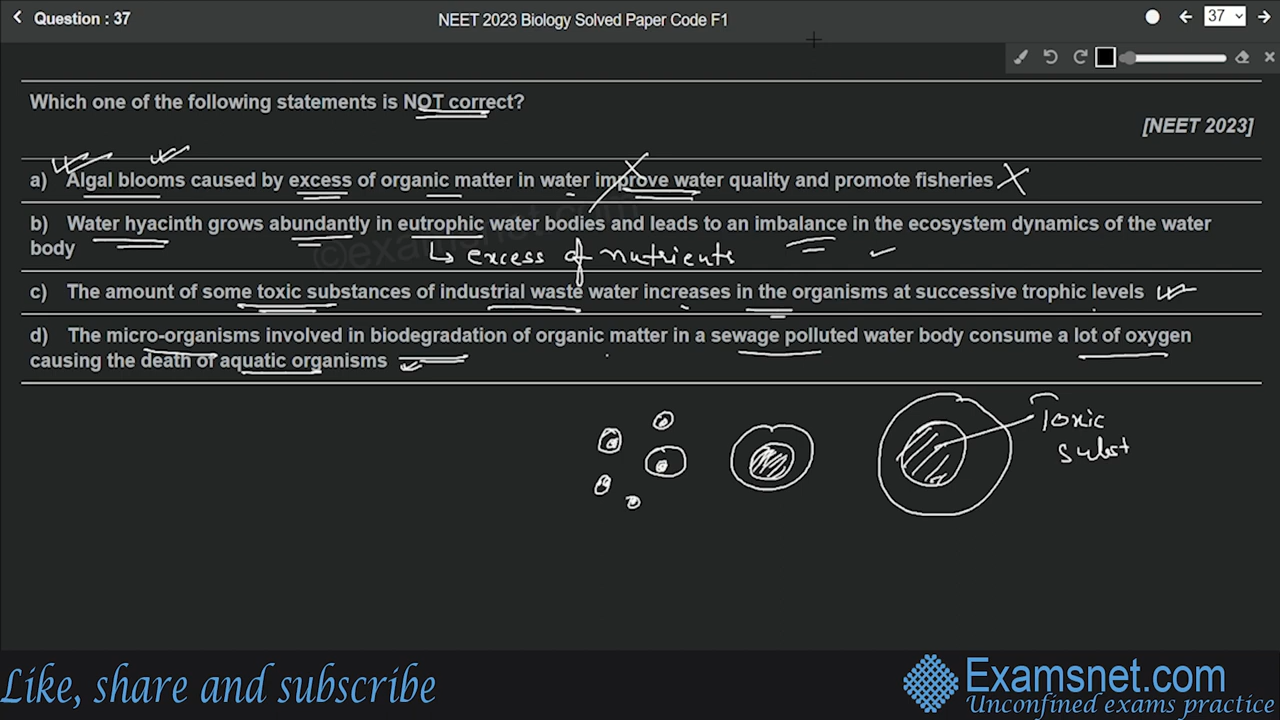 Question : 37
NEET 2023 Biology Solved Paper Code F1
37
Which one of the following statements is NOT correct?
[NEET 2023]
a) Algal blooms caused by excess of organic matter in water improve water quality and promote fisheries
b) Water hyacinth grows abundantly in eutrophic water bodies and leads to an imbalance in the ecosystem dynamics of the water
body
excess of nutrients
©examsnet.com
c) The amount of some toxic substances of industrial waste water increases in the organisms at successive trophic levels
d) The micro-organisms involved in biodegradation of organic matter in a sewage polluted water body consume a lot of oxygen
causing the death of aquatic organisms
Toxic
Subst
Like, share and subscribe
Examsnet.com
Unconfined exams practice